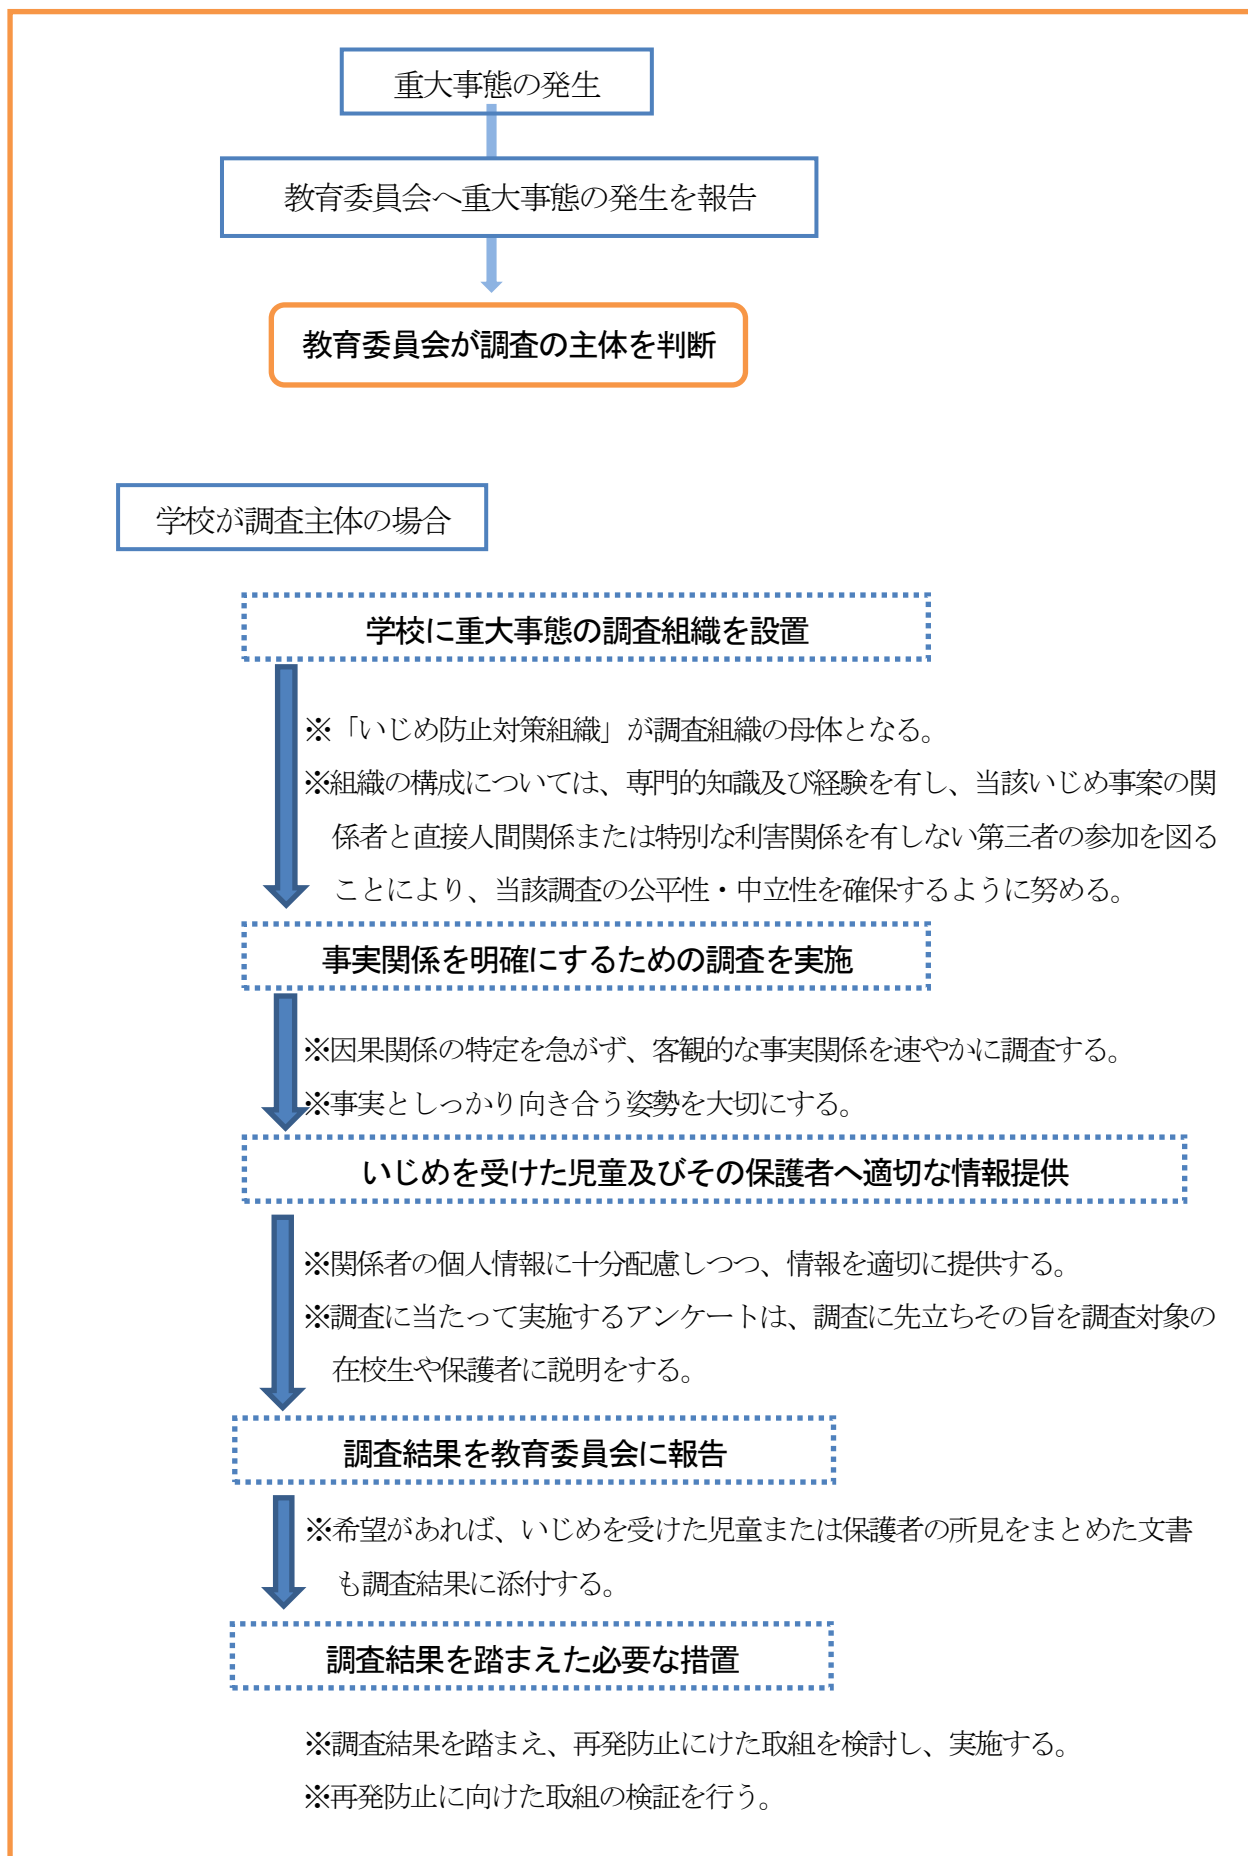 重大事態の発生
教育委員会へ重大事態の発生を報告
教育委員会が調査の主体を判断
学校が調査主体の場合
学校に重大事態の調査組織を設置
※「いじめ防止対策組織」が調査組織の母体となる。
※組織の構成については、専門的知識及び経験を有し、当該いじめ事案の関
係者と直接人間関係または特別な利害関係を有しない第三者の参加を図る
ことにより、当該調査の公平性・中立性を確保するように努める。
事実関係を明確にするための調査を実施
※因果関係の特定を急がず、客観的な事実関係を速やかに調査する。
※事実としっかり向き合う姿勢を大切にする。
いじめを受けた児童及びその保護者へ適切な情報提供
※関係者の個人情報に十分配慮しつつ、情報を適切に提供する。
※調査に当たって実施するアンケートは、調査に先立ちその旨を調査対象の
在校生や保護者に説明をする。
調査結果を教育委員会に報告
※希望があれば、いじめを受けた児童または保護者の所見をまとめた文書
も調査結果に添付する。
調査結果を踏まえた必要な措置
※調査結果を踏まえ、再発防止にけた取組を検討し、実施する。
※再発防止に向けた取組の検証を行う。